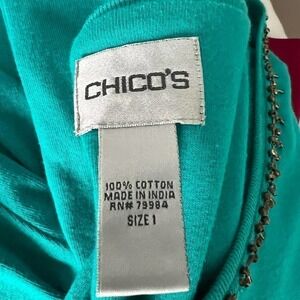 CHICO'S
100% COTTON
MADE IN INDIA
RN# 79984
SIZE 1